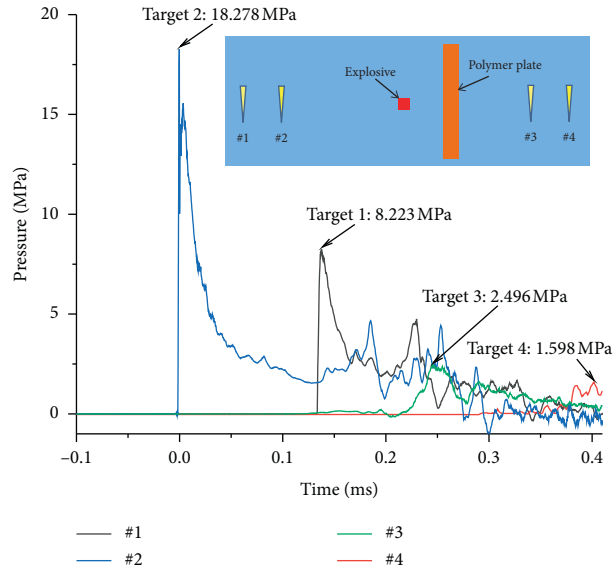 Target 2: 18.278 MPa
20
Explosive
Polymer plate
#1
#2
#3
#4
15
Pressure (MPa)
10
Target 1: 8.223 MPa
Target 3: 2.496 MPa
5
Target 4: 1.598 MPa
0
−0.1
0.0
0.1
0.2
0.3
0.4
Time (ms)
#1
#3
#2
#4